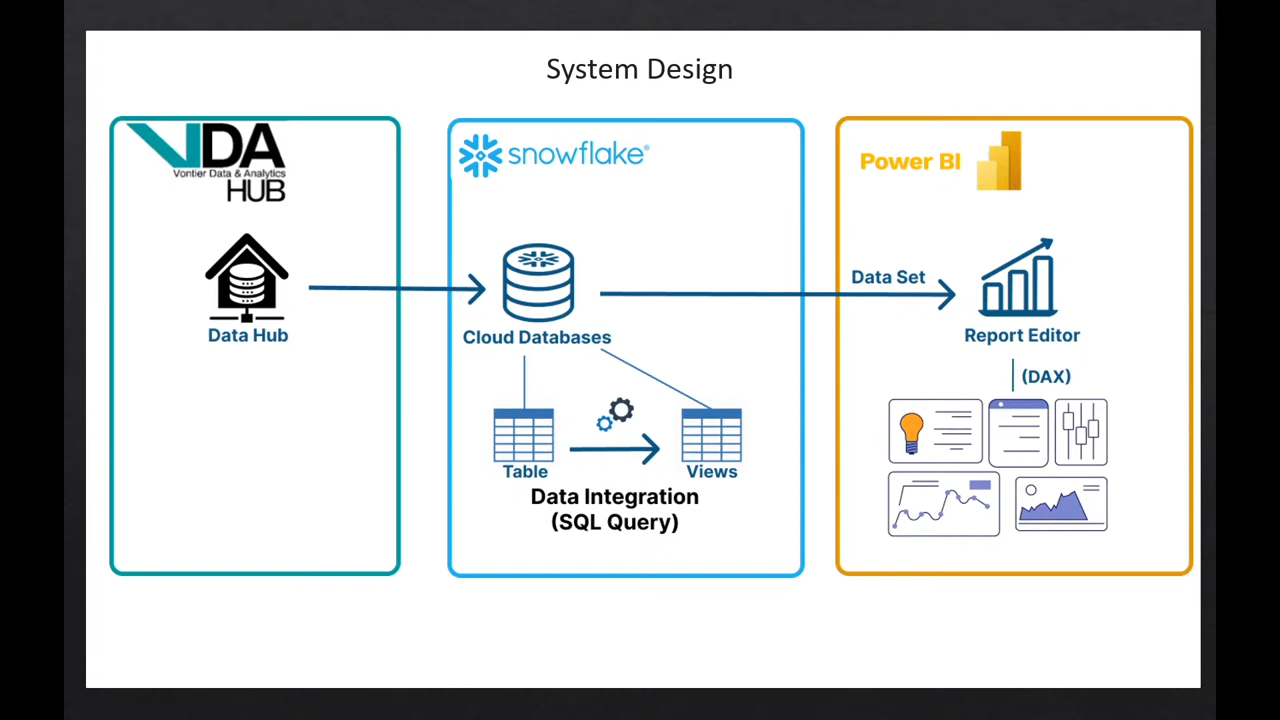 System Design
VDA
Vontier Data & Analytics
HUB
Data Hub
snowflake®
Cloud Databases
Table
Views
Data Integration
(SQL Query)
Power BI
Data Set
Report Editor
(DAX)